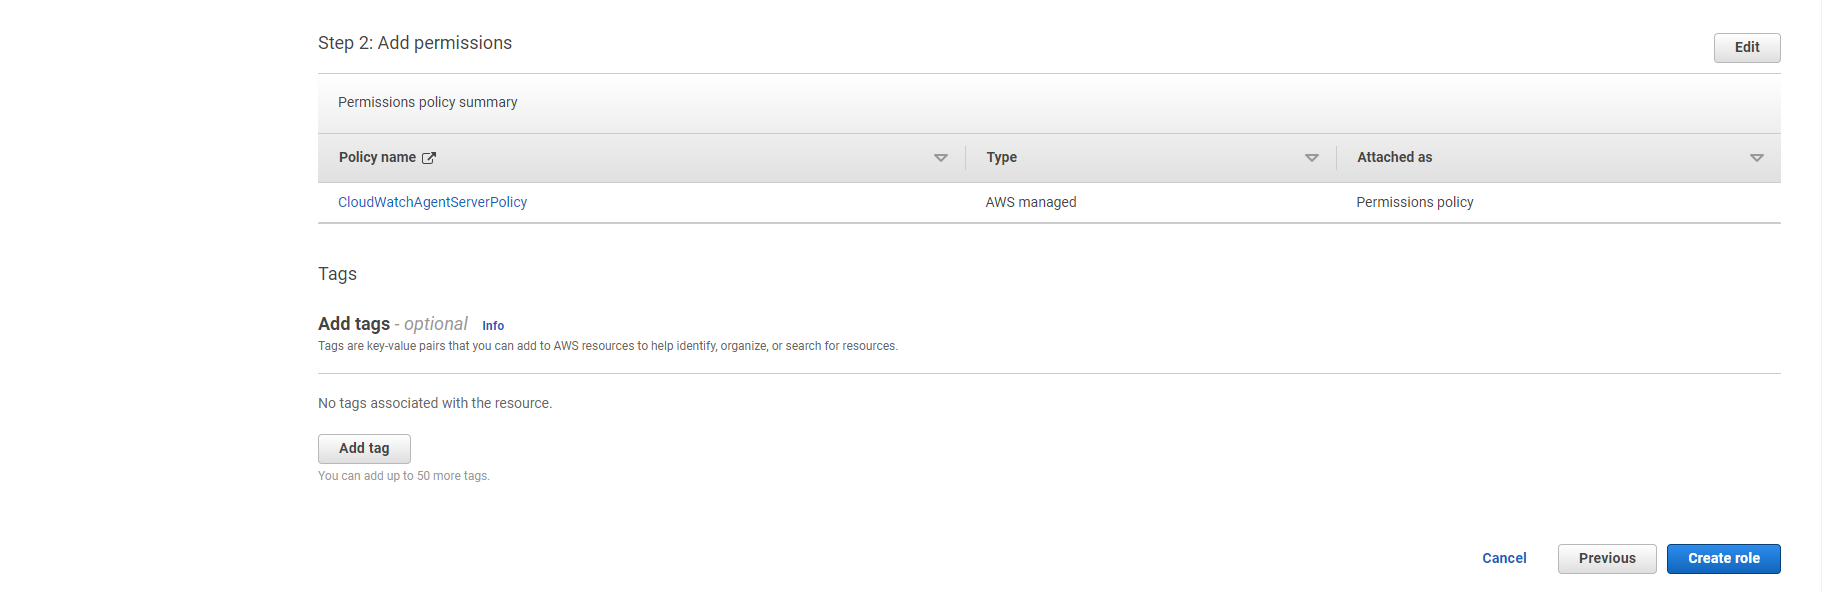 Step 2: Add permissions
Edit
Permissions policy summary
Policy name Type Attached as
CloudWatchAgentServerPolicy AWS managed Permissions policy
Tags
Add tags - optional Info
Tags are key-value pairs that you can add to AWS resources to help identify, organize, or search for resources.
No tags associated with the resource.
Add tag
You can add up to 50 more tags.
Cancel Previous Create role